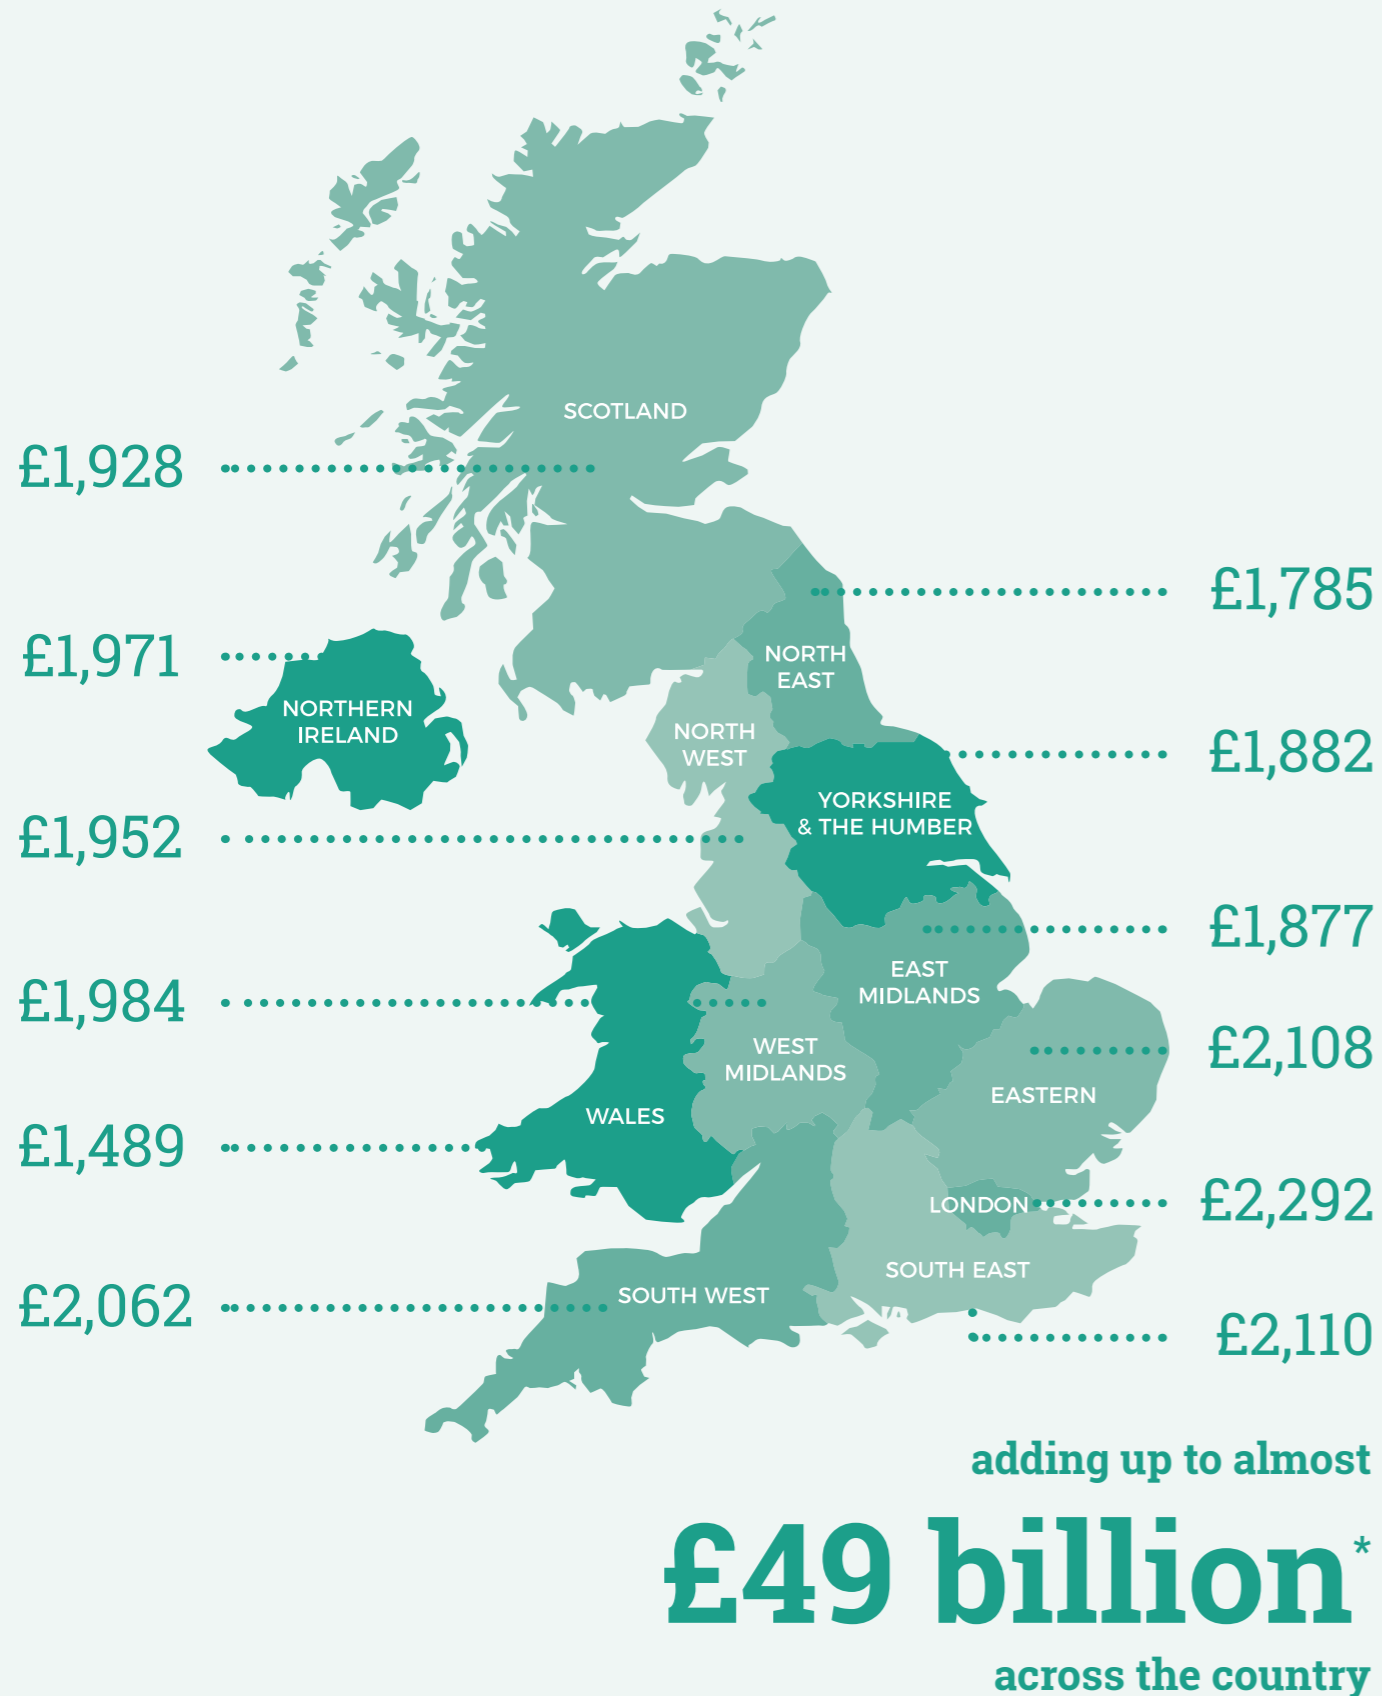 SCOTLAND
£1,928
£1,785
£1,971
NORTH
EAST
NORTHERN
IRELAND
NORTH
WEST
£1,882
YORKSHIRE
& THE HUMBER
£1,952
£1,877
EAST
MIDLANDS
£1,984
WEST
MIDLANDS
£2,108
EASTERN
WALES
£1,489
LONDON
£2,292
SOUTH EAST
SOUTH WEST
£2,062
£2,110
adding up to almost
£49 billion*
across the country